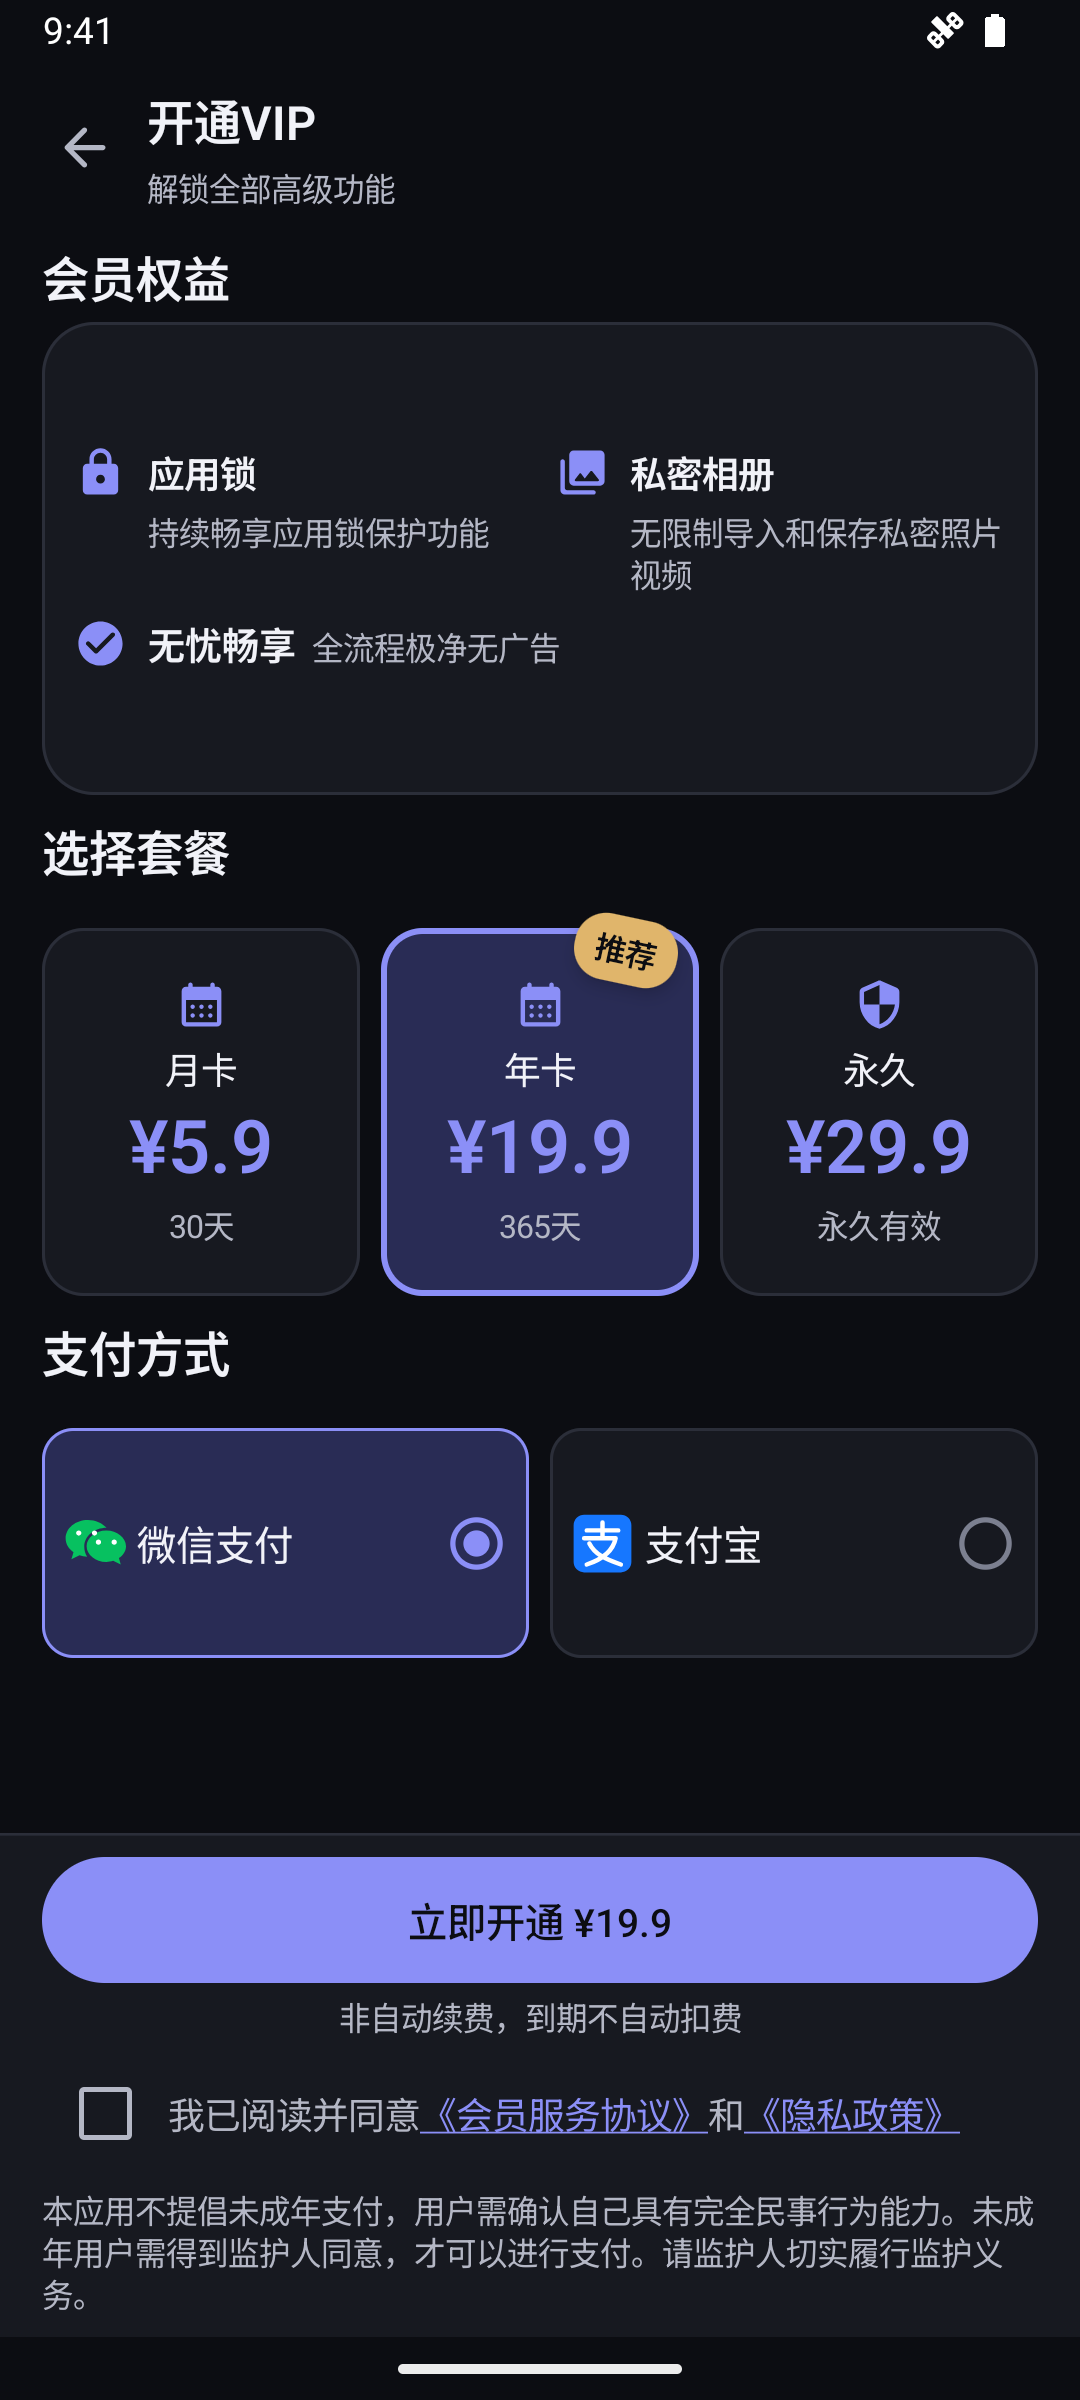 9:41
开通VIP
解锁全部高级功能
会员权益
应用锁
持续畅享应用锁保护功能
私密相册
无限制导入和保存私密照片
视频
无忧畅享 全流程极净无广告
选择套餐
月卡
¥5.9
30天
推荐
年卡
¥19.9
365天
永久
¥29.9
永久有效
支付方式
微信支付
支 支付宝
立即开通 ¥19.9
非自动续费，到期不自动扣费
我已阅读并同意《会员服务协议》和《隐私政策》
本应用不提倡未成年支付，用户需确认自己具有完全民事行为能力。未成
年用户需得到监护人同意，才可以进行支付。请监护人切实履行监护义
务。